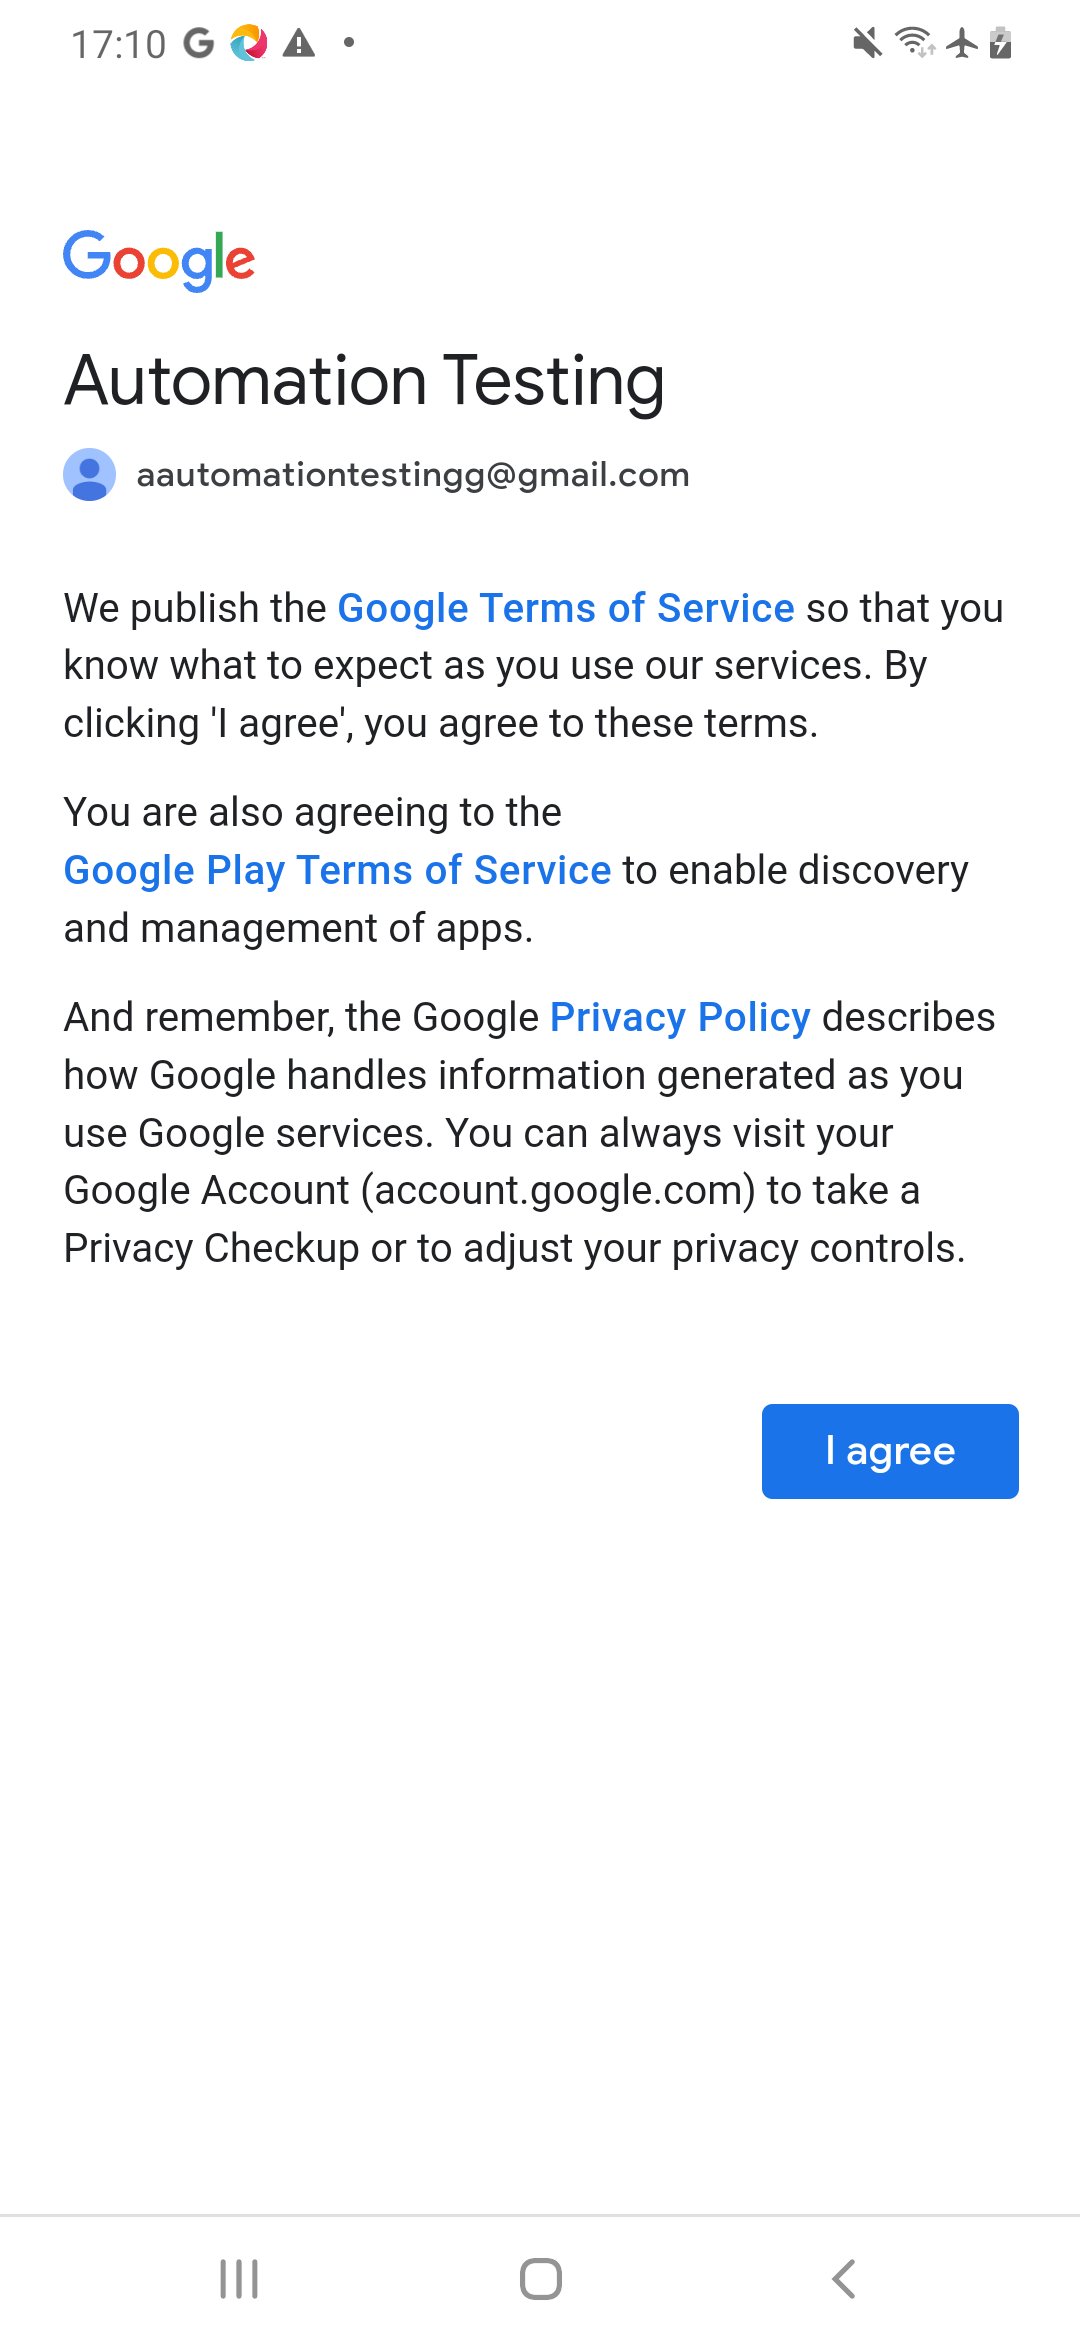 17:10
Google
Automation Testing
aautomationtestingg@gmail.com
We publish the Google Terms of Service so that you
know what to expect as you use our services. By
clicking 'I agree', you agree to these terms.
You are also agreeing to the
Google Play Terms of Service to enable discovery
and management of apps.
And remember, the Google Privacy Policy describes
how Google handles information generated as you
use Google services. You can always visit your
Google Account (account.google.com) to take a
Privacy Checkup or to adjust your privacy controls.
I agree